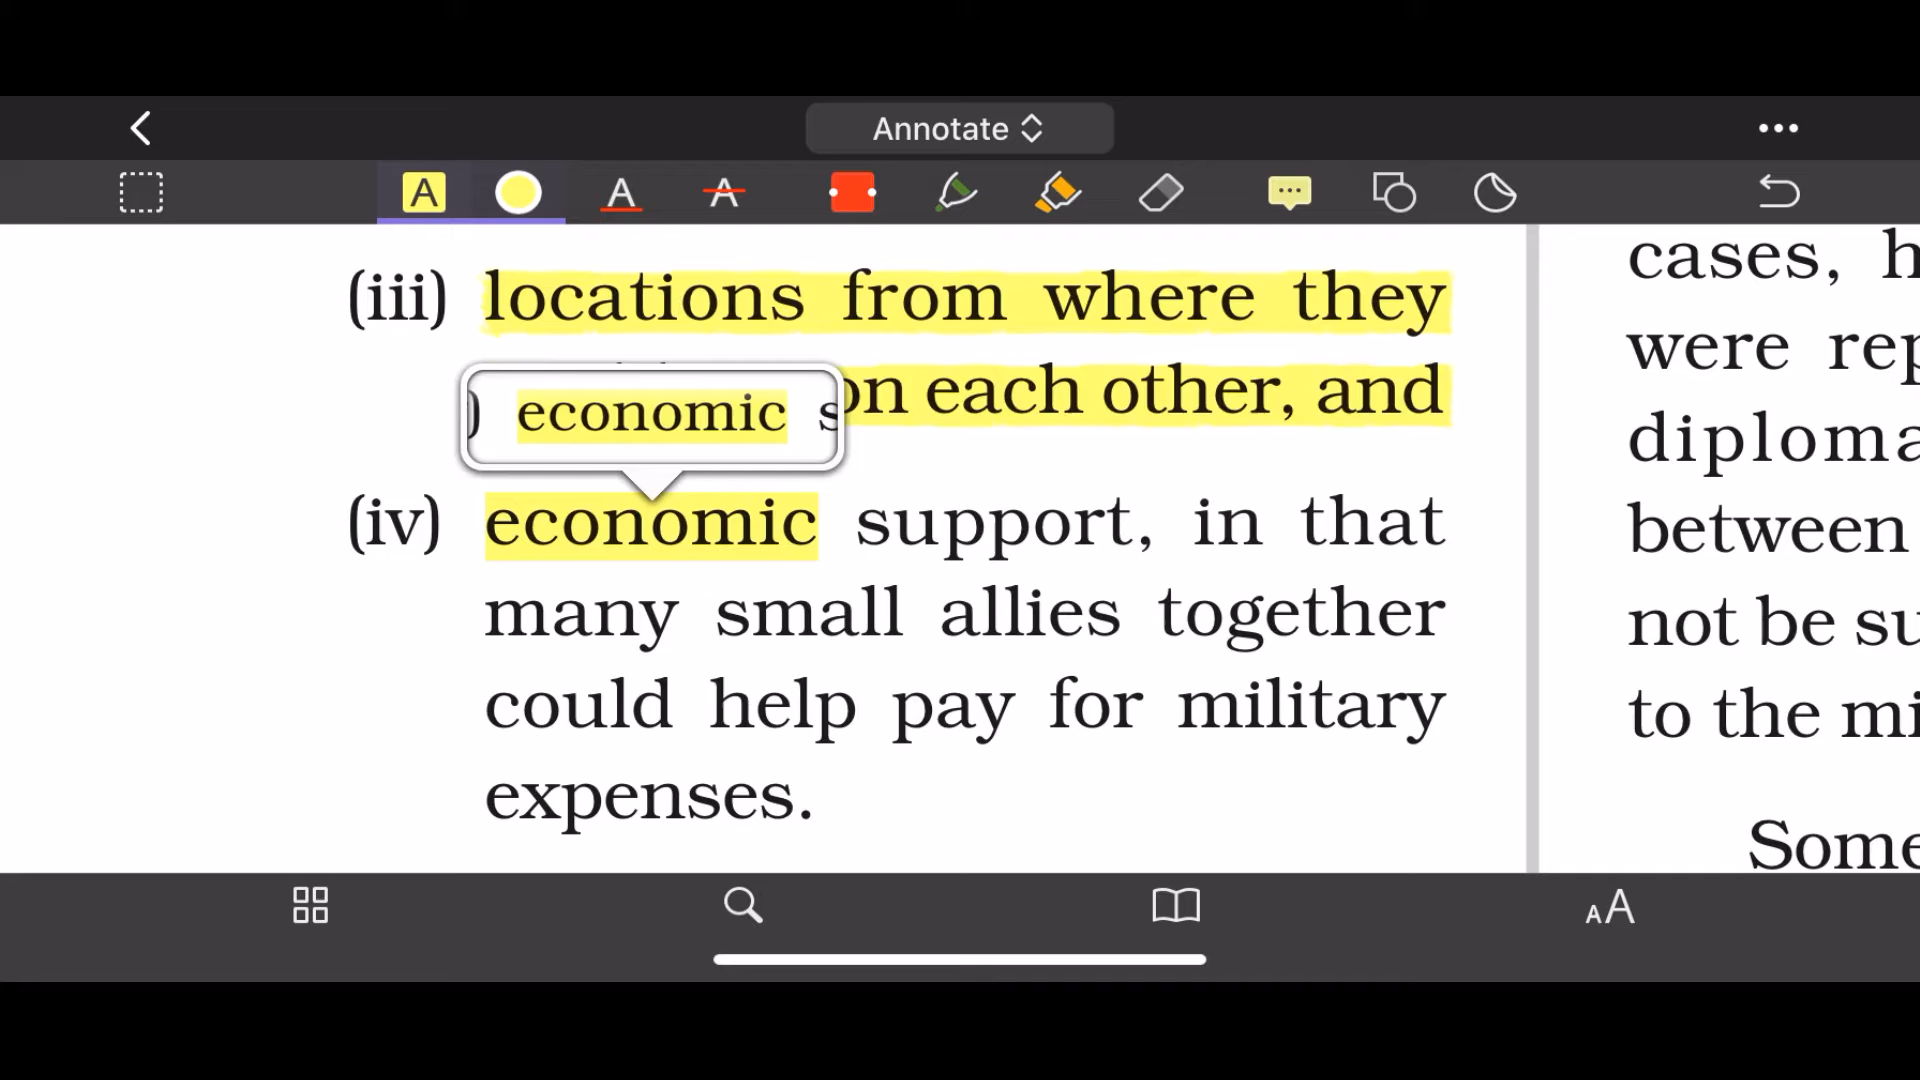 Annotate
A A A
(iii) locations from where they
on each other, and
) economic s
(iv) economic support, in that
many small allies together
could help pay for military
expenses.
cases, h
were rep
diploma
between
not be su
to the mi
Some
AA